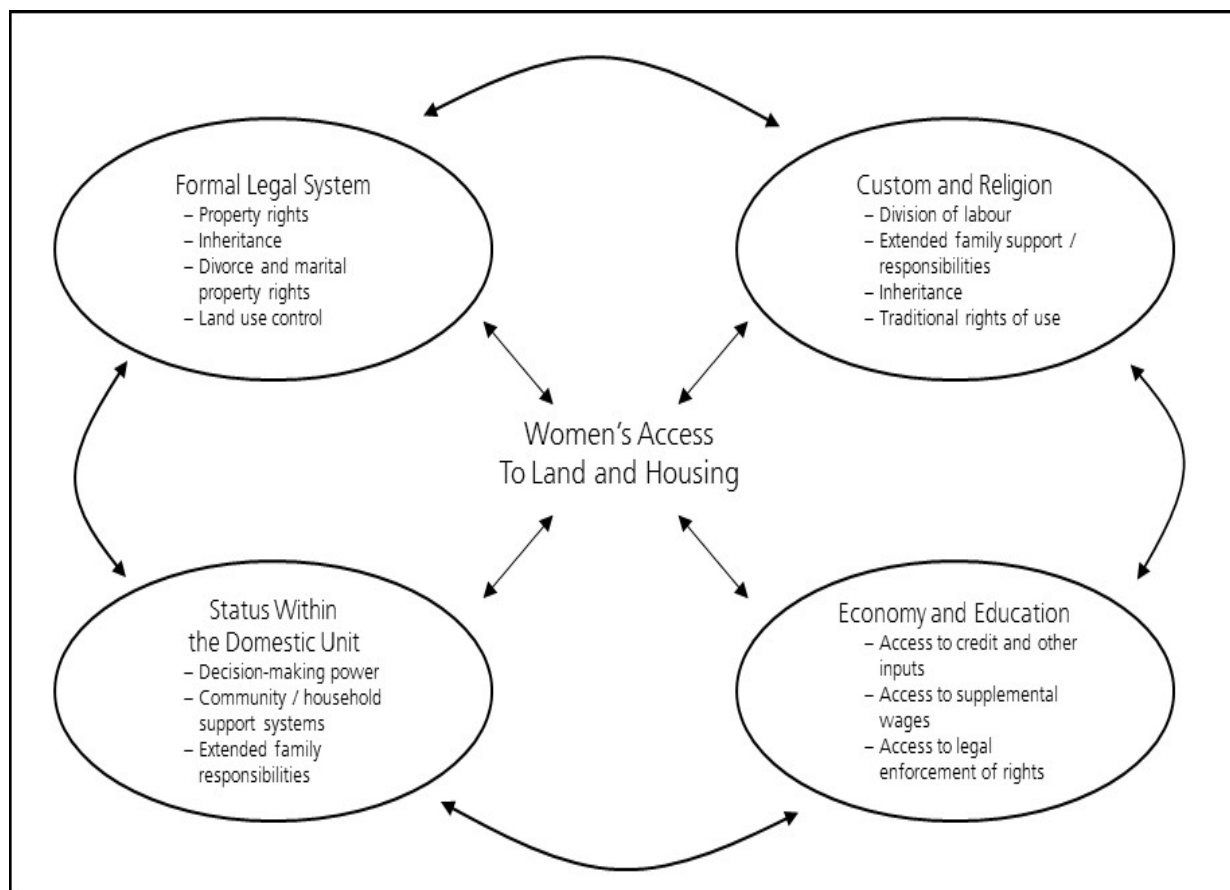 Formal Legal System
– Property rights
– Inheritance
– Divorce and marital
property rights
– Land use control
Custom and Religion
– Division of labour
– Extended family support /
responsibilities
– Inheritance
– Traditional rights of use
Women’s Access
To Land and Housing
Status Within
the Domestic Unit
– Decision-making power
– Community / household
support systems
– Extended family
responsibilities
Economy and Education
– Access to credit and other
inputs
– Access to supplemental
wages
– Access to legal
enforcement of rights